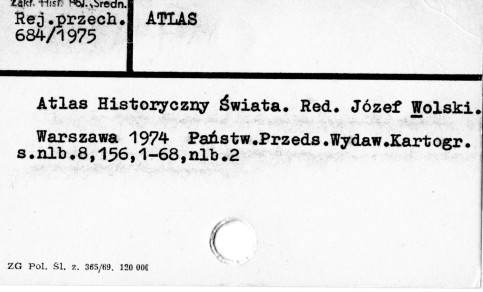 Zakł. Hist. Pol. Średn.
Rej.przech.
684/1975
ATLAS
Atlas Historyczny Świata. Red. Józef Wolski.
Warszawa 1974 Państw.Przeds.Wydaw.Kartogr.
s.nlb.8,156,1-68,nlb.2
ZG Pol. Śl. z. 365/69. 120 000